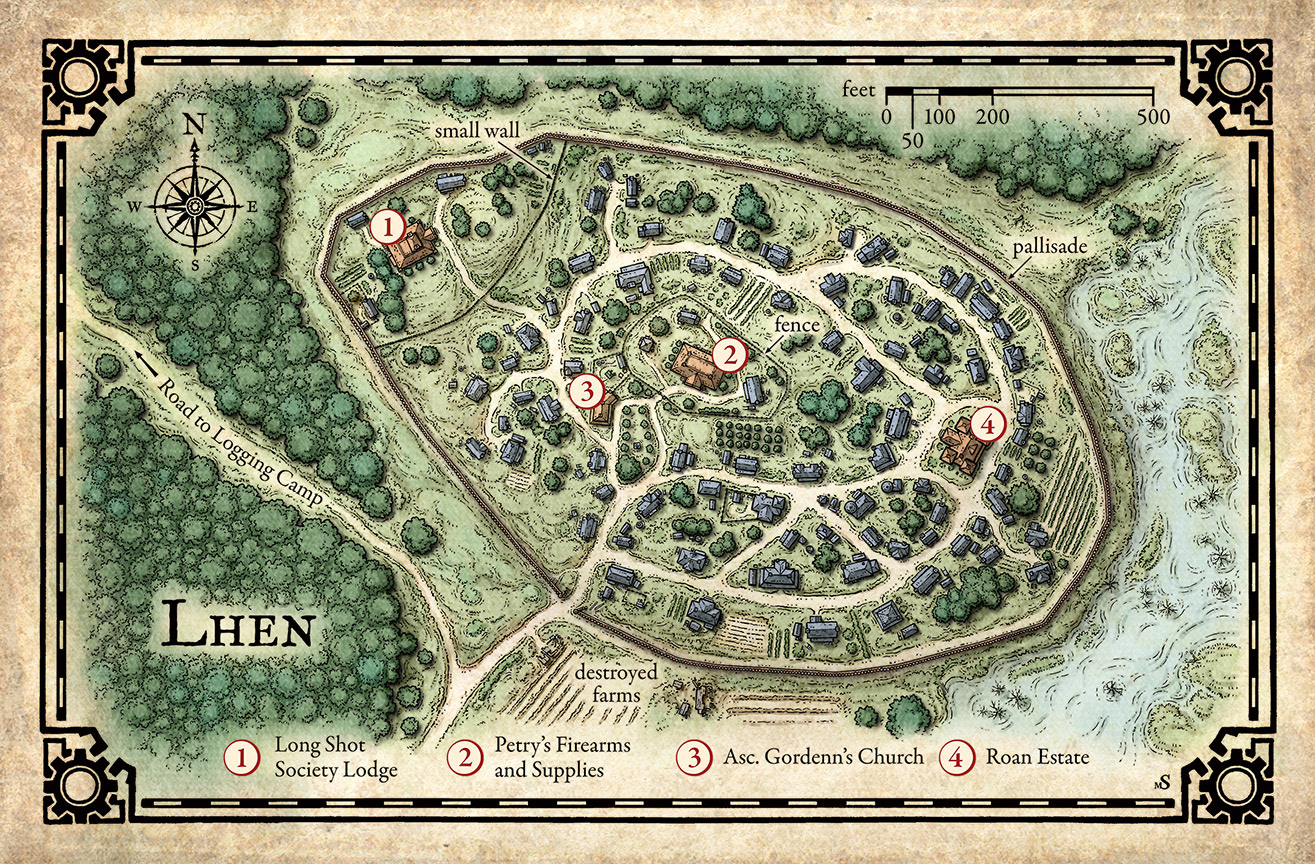 feet
0 50 100 200 500
N
W E
S
small wall
pallisade
fence
1
2
3
4
Road to Logging Camp
LHEN
destroyed
farms
1 Long Shot
Society Lodge
2 Petry's Firearms
and Supplies
3 Asc. Gordenn's Church
4 Roan Estate
MS